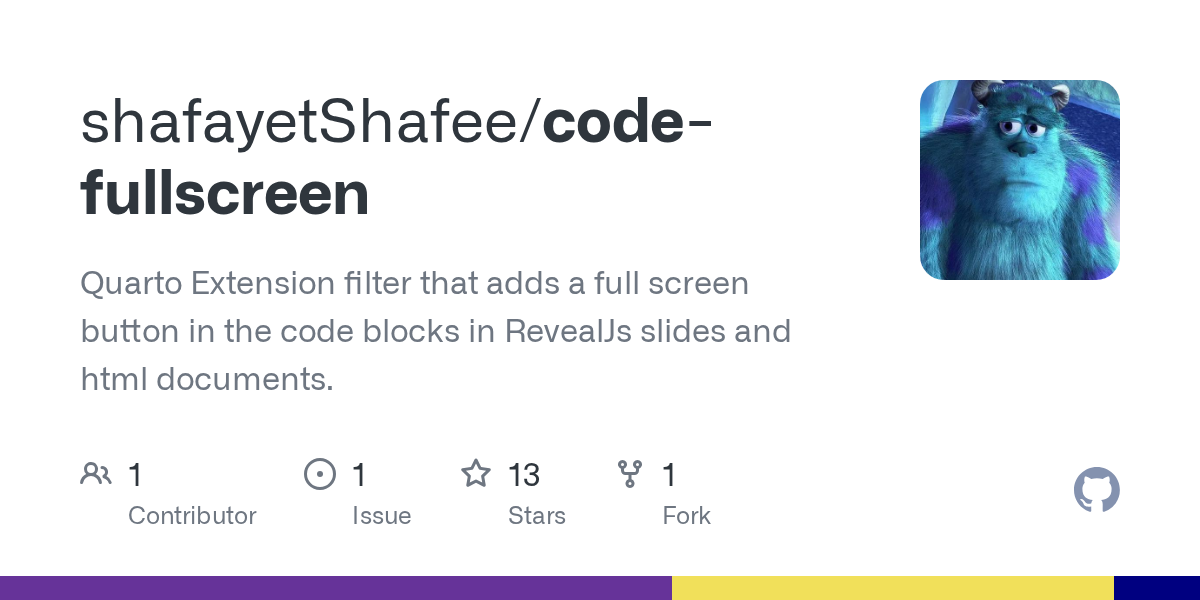 shafayetShafee/code-
fullscreen
Quarto Extension filter that adds a full screen
button in the code blocks in RevealJs slides and
html documents.
1 1 13 1
Contributor Issue Stars Fork